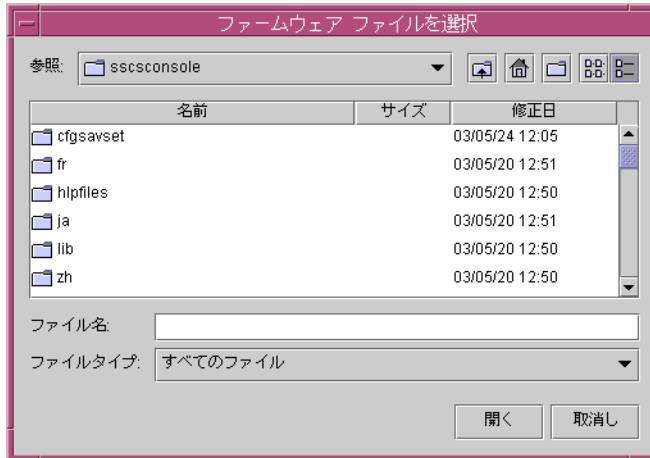 ファームウェア ファイルを選択
参照: sscsconsole
名前 サイズ 修正日
cfgsavset 03/05/24 12:05
fr 03/05/20 12:51
hlpfiles 03/05/20 12:50
ja 03/05/20 12:51
lib 03/05/20 12:50
zh 03/05/20 12:50
ファイル名:
ファイルタイプ: すべてのファイル
開く 取消し